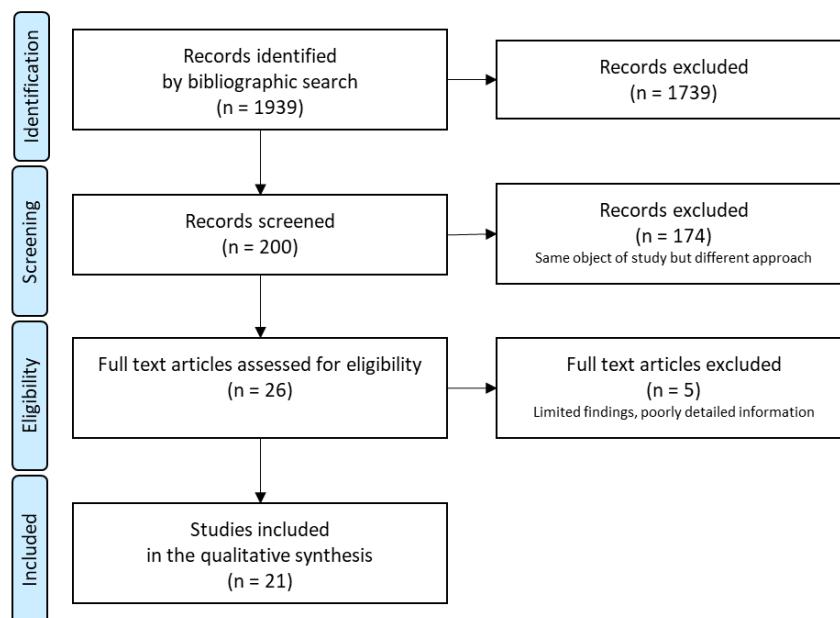 Identification
Records identified
by bibliographic search
(n = 1939)
Records excluded
(n = 1739)
Screening
Records screened
(n = 200)
Records excluded
(n = 174)
Same object of study but different approach
Eligibility
Full text articles assessed for eligibility
(n = 26)
Full text articles excluded
(n = 5)
Limited findings, poorly detailed information
Included
Studies included
in the qualitative synthesis
(n = 21)